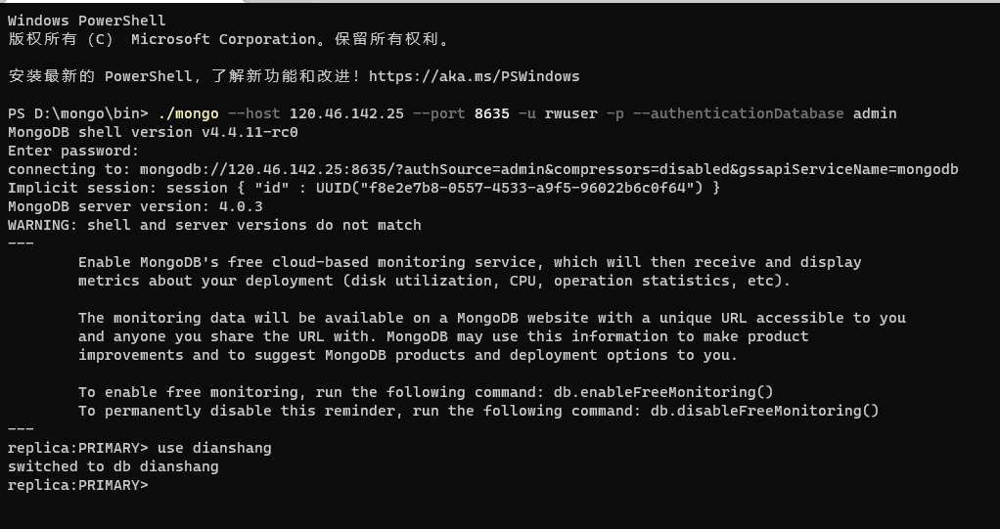 Windows PowerShell
版权所有 (C)  Microsoft Corporation。保留所有权利。
安装最新的 PowerShell，了解新功能和改进！https://aka.ms/PSWindows
PS D:\mongo\bin> ./mongo --host 120.46.142.25 --port 8635 -u rwuser -p --authenticationDatabase admin
MongoDB shell version v4.4.11-rc0
Enter password:
connecting to: mongodb://120.46.142.25:8635/?authSource=admin&compressors=disabled&gssapiServiceName=mongodb
Implicit session: session { "id" : UUID("f8e2e7b8-0557-4533-a9f5-96022b6c0f64") }
MongoDB server version: 4.0.3
WARNING: shell and server versions do not match
---
        Enable MongoDB's free cloud-based monitoring service, which will then receive and display
        metrics about your deployment (disk utilization, CPU, operation statistics, etc).
        The monitoring data will be available on a MongoDB website with a unique URL accessible to you
        and anyone you share the URL with. MongoDB may use this information to make product
        improvements and to suggest MongoDB products and deployment options to you.
        To enable free monitoring, run the following command: db.enableFreeMonitoring()
        To permanently disable this reminder, run the following command: db.disableFreeMonitoring()
---
replica:PRIMARY> use dianshang
switched to db dianshang
replica:PRIMARY>